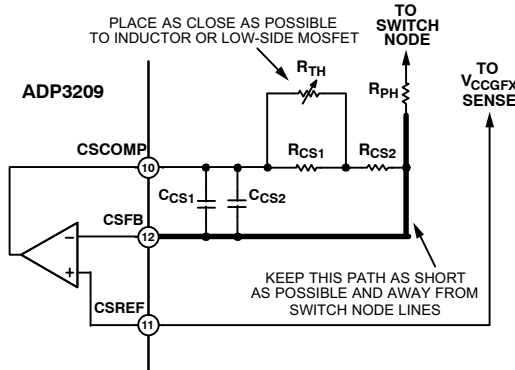 PLACE AS CLOSE AS POSSIBLE
TO INDUCTOR OR LOW-SIDE MOSFET
TO
SWITCH
NODE
TO
VCCGFX
SENSE
ADP3209
RTH
RPH
CSCOMP
10
RCS1
RCS2
CCS1
CCS2
CSFB
12
–
+
KEEP THIS PATH AS SHORT
AS POSSIBLE AND AWAY FROM
SWITCH NODE LINES
CSREF
11